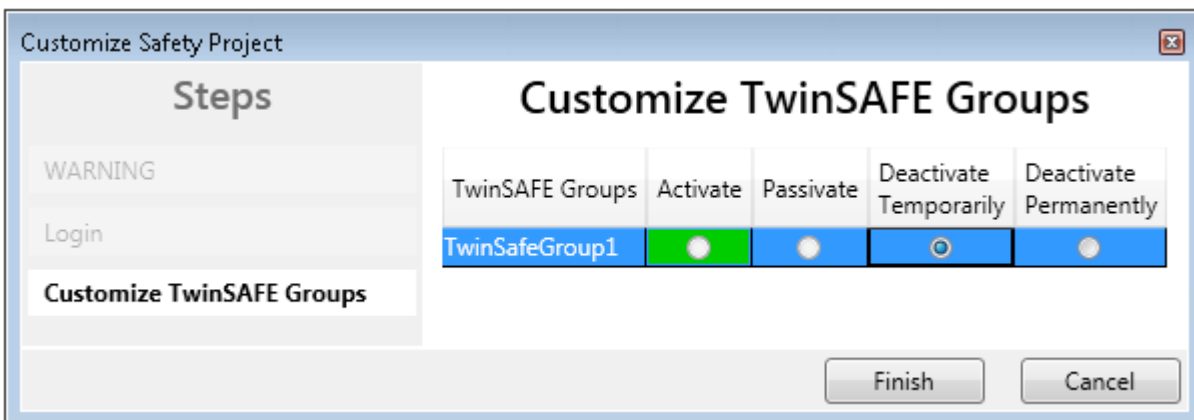 Customize Safety Project
Steps
WARNING
Login
Customize TwinSAFE Groups
Customize TwinSAFE Groups
TwinSAFE Groups Activate Passivate Deactivate Temporarily Deactivate Permanently
TwinSafeGroup1
Finish Cancel